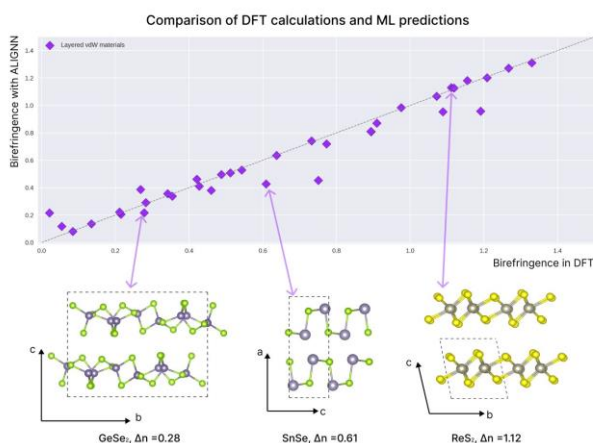 Comparison of DFT calculations and ML predictions
Birefringence with ALIGNN
Layered vdW materials
1.4
1.2
1.0
0.8
0.6
0.4
0.2
0.0
0.0 0.2 0.4 0.6 0.8 1.0 1.2 1.4
Birefringence in DFT
c b
a c
c b
GeSe₂, Δn =0.28
SnSe, Δn =0.61
ReS₂, Δn =1.12